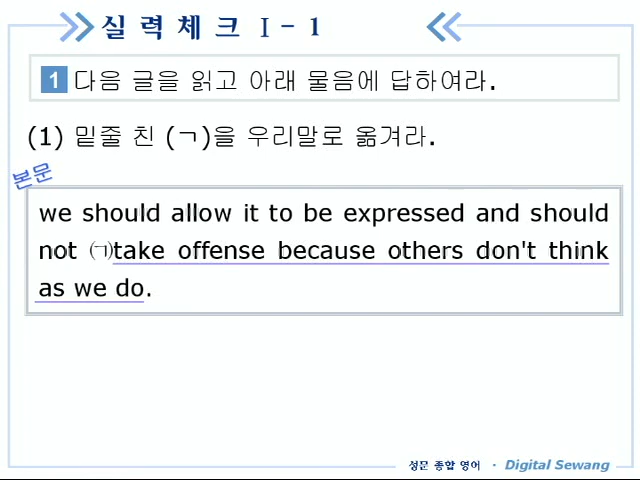 실력체크 I - 1
1 다음 글을 읽고 아래 물음에 답하여라.
(1) 밑줄 친 (ㄱ)을 우리말로 옮겨라.
본문
we should allow it to be expressed and should
not (ㄱ)take offense because others don't think
as we do.
성문 종합 영어 · Digital Sewang